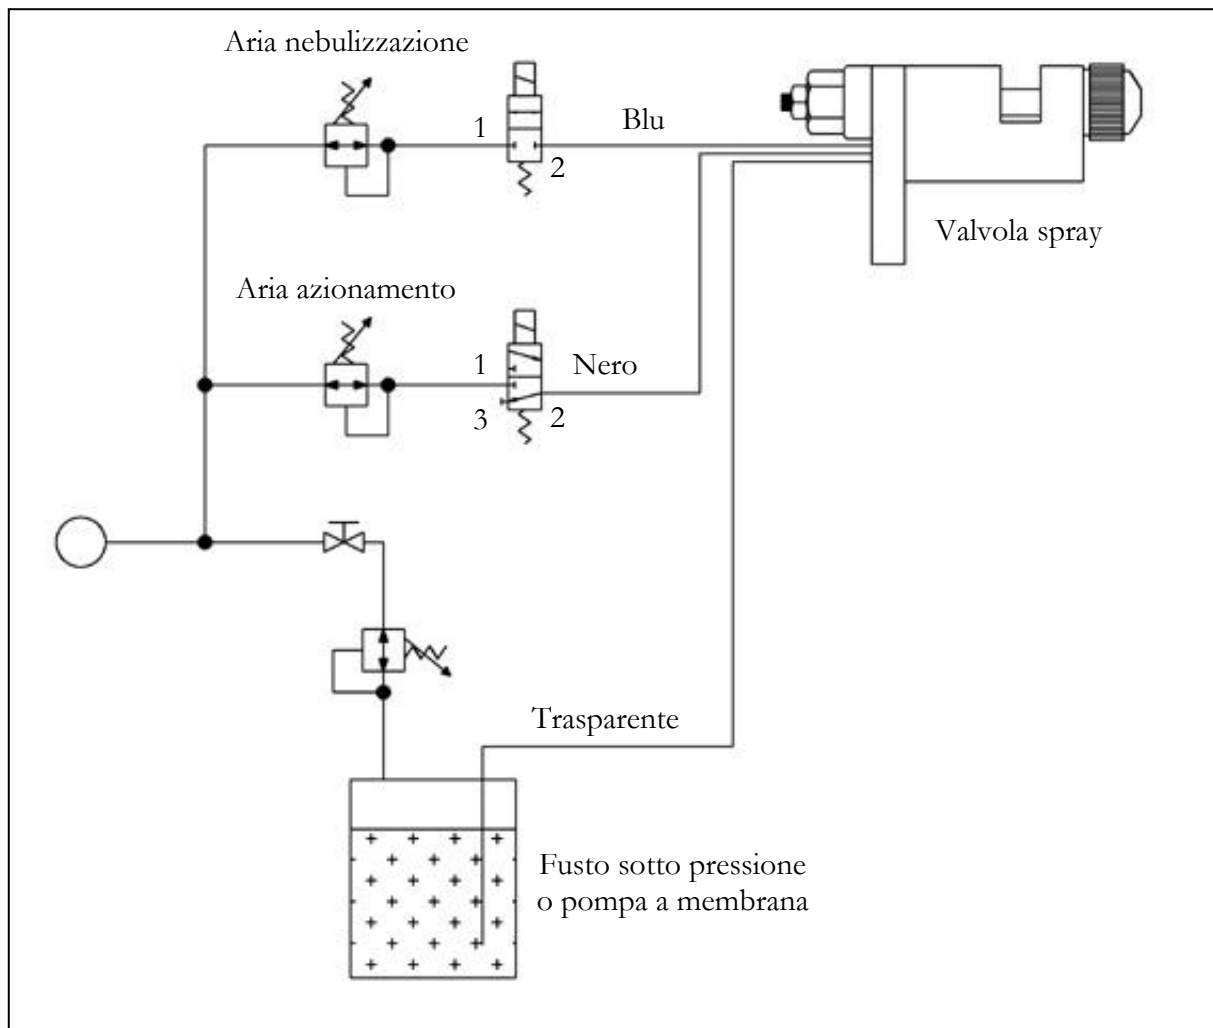 Aria nebulizzazione
1
Blu
2
Valvola spray
Aria azionamento
1
Nero
3
2
Trasparente
Fusto sotto pressione
o pompa a membrana